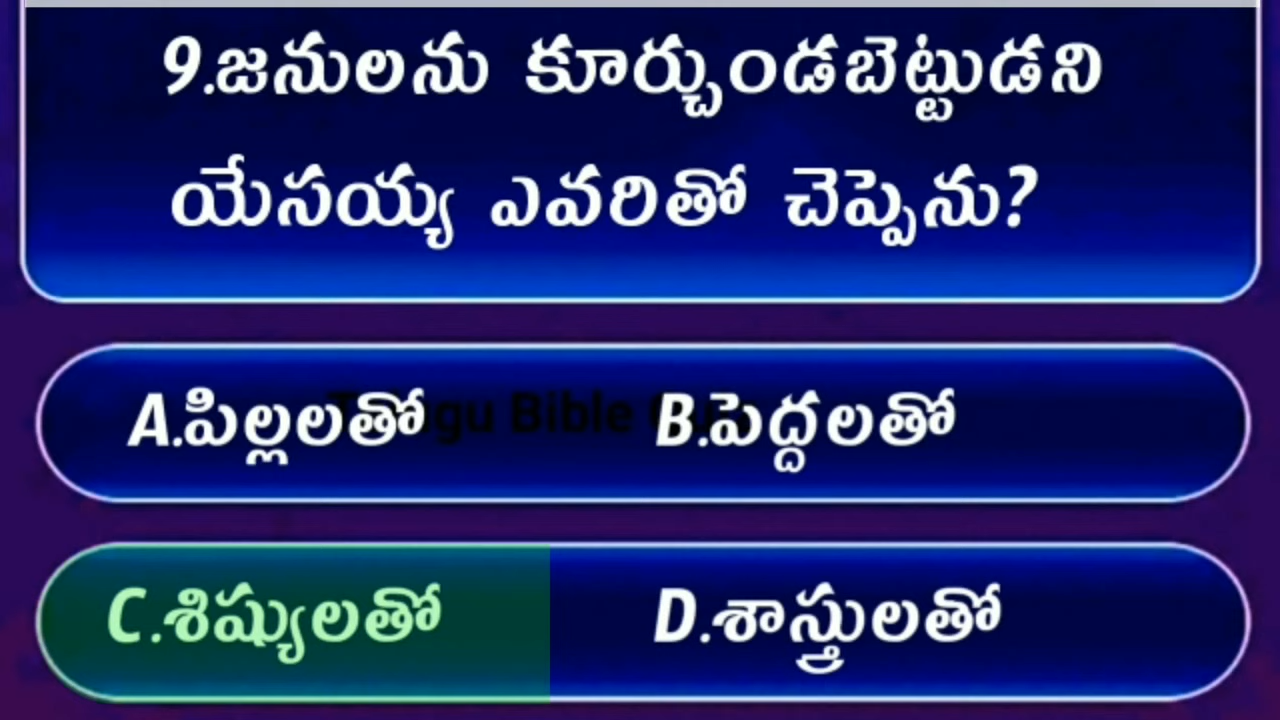 9.జనులను కూర్చుండబెట్టుడని
యేసయ్య ఎవరితో చెప్పెను?
A.పిల్లలతో B.పెద్దలతో
C.శిష్యులతో D.శాస్త్రులతో